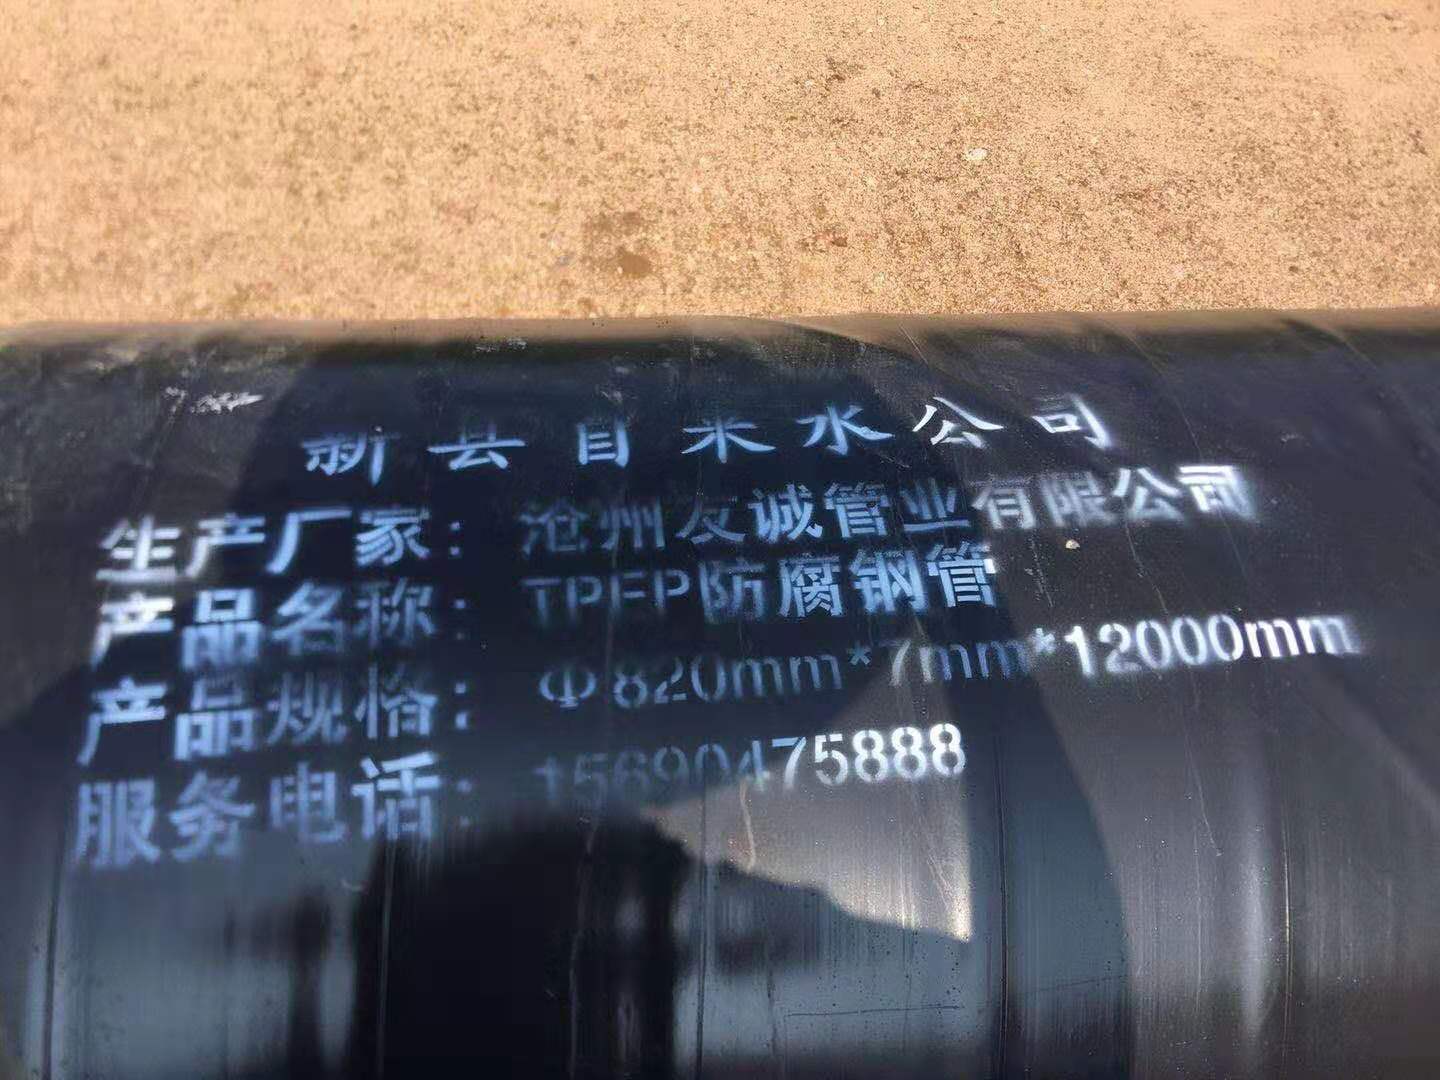 新县自来水公司
生产厂家：沧州友诚管业有限公司
产品名称：TPEP防腐钢管
产品规格：Φ820mm*7mm*12000mm
服务电话：15690475888